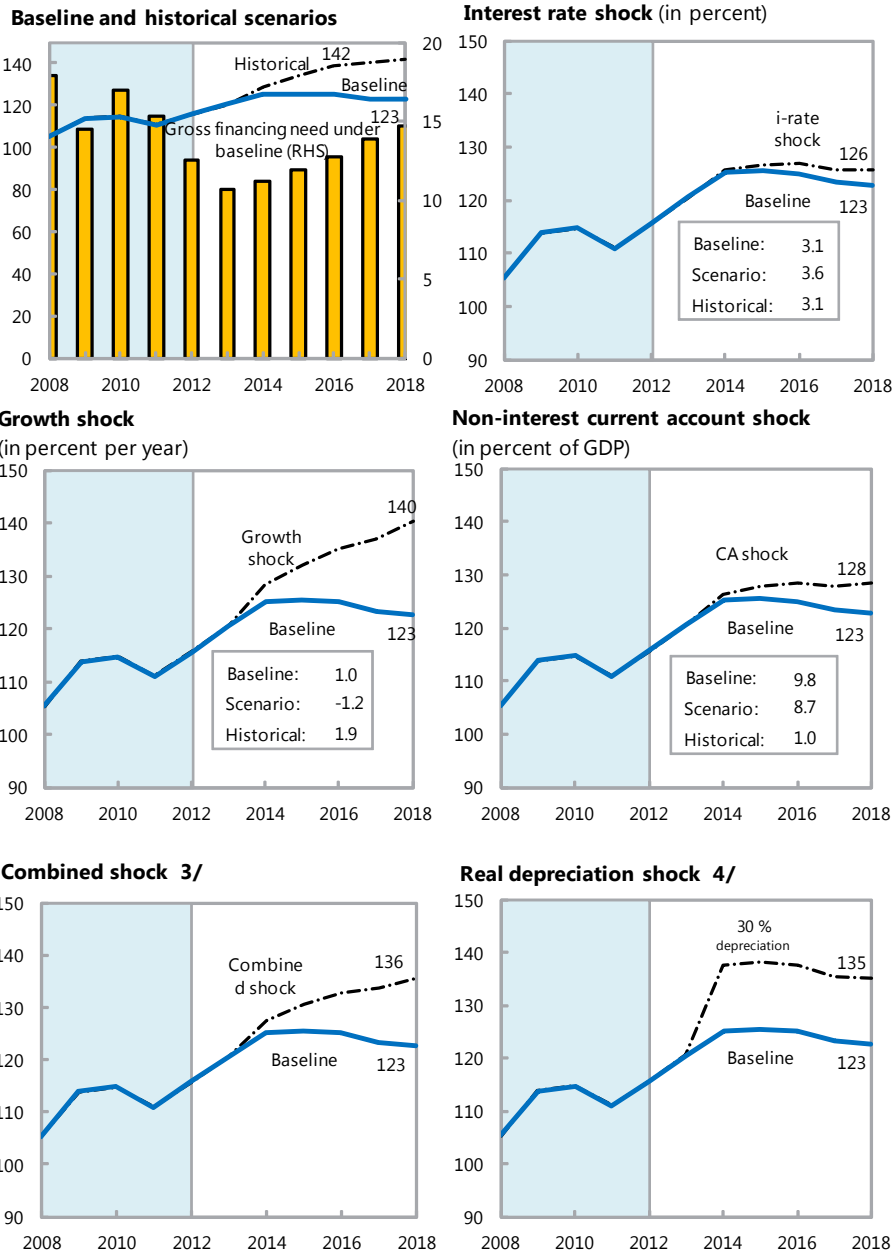 Baseline and historical scenarios
140
120
100
80
60
40
20
0
20
15
10
5
0
Historical
142
Baseline
123
Gross financing need under
baseline (RHS)
2008 2010 2012 2014 2016 2018
Interest rate shock (in percent)
150
140
130
120
110
100
90
i-rate
shock
126
Baseline
123
Baseline: 3.1
Scenario: 3.6
Historical: 3.1
2008 2010 2012 2014 2016 2018
Growth shock
(in percent per year)
150
140
130
120
110
100
90
140
Growth
shock
Baseline
123
Baseline: 1.0
Scenario: -1.2
Historical: 1.9
2008 2010 2012 2014 2016 2018
Non-interest current account shock
(in percent of GDP)
150
140
130
120
110
100
90
CA shock
128
Baseline
123
Baseline: 9.8
Scenario: 8.7
Historical: 1.0
2008 2010 2012 2014 2016 2018
Combined shock 3/
150
140
130
120
110
100
90
Combine
d shock
136
Baseline
123
2008 2010 2012 2014 2016 2018
Real depreciation shock 4/
150
140
130
120
110
100
90
30 %
depreciation
135
Baseline
123
2008 2010 2012 2014 2016 2018